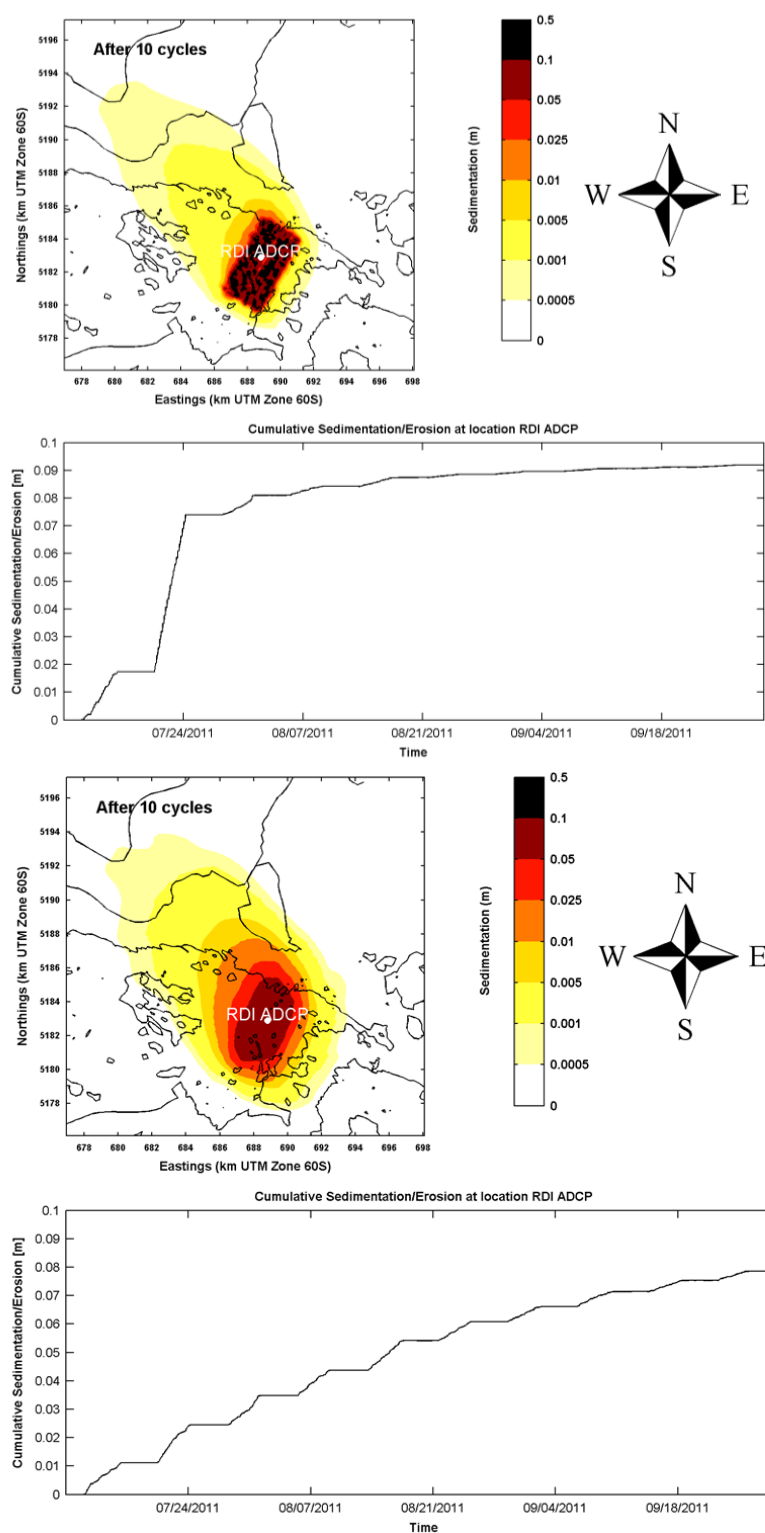 After 10 cycles
5196
5194
5192
5190
5188
5186
5184
5182
5180
5178
Northings (km UTM Zone 60S)
RDI ADCP
678 680 682 684 686 688 690 692 694 696 698
Eastings (km UTM Zone 60S)
Sedimentation (m)
0.5
0.1
0.05
0.025
0.01
0.005
0.001
0.0005
0
N
W E
S
Cumulative Sedimentation/Erosion at location RDI ADCP
Cumulative Sedimentation/Erosion [m]
0.1
0.09
0.08
0.07
0.06
0.05
0.04
0.03
0.02
0.01
0
07/24/2011 08/07/2011 08/21/2011 09/04/2011 09/18/2011
Time
After 10 cycles
5196
5194
5192
5190
5188
5186
5184
5182
5180
5178
Northings (km UTM Zone 60S)
RDI ADCP
678 680 682 684 686 688 690 692 694 696 698
Eastings (km UTM Zone 60S)
Sedimentation (m)
0.5
0.1
0.05
0.025
0.01
0.005
0.001
0.0005
0
N
W E
S
Cumulative Sedimentation/Erosion at location RDI ADCP
Cumulative Sedimentation/Erosion [m]
0.1
0.09
0.08
0.07
0.06
0.05
0.04
0.03
0.02
0.01
0
07/24/2011 08/07/2011 08/21/2011 09/04/2011 09/18/2011
Time